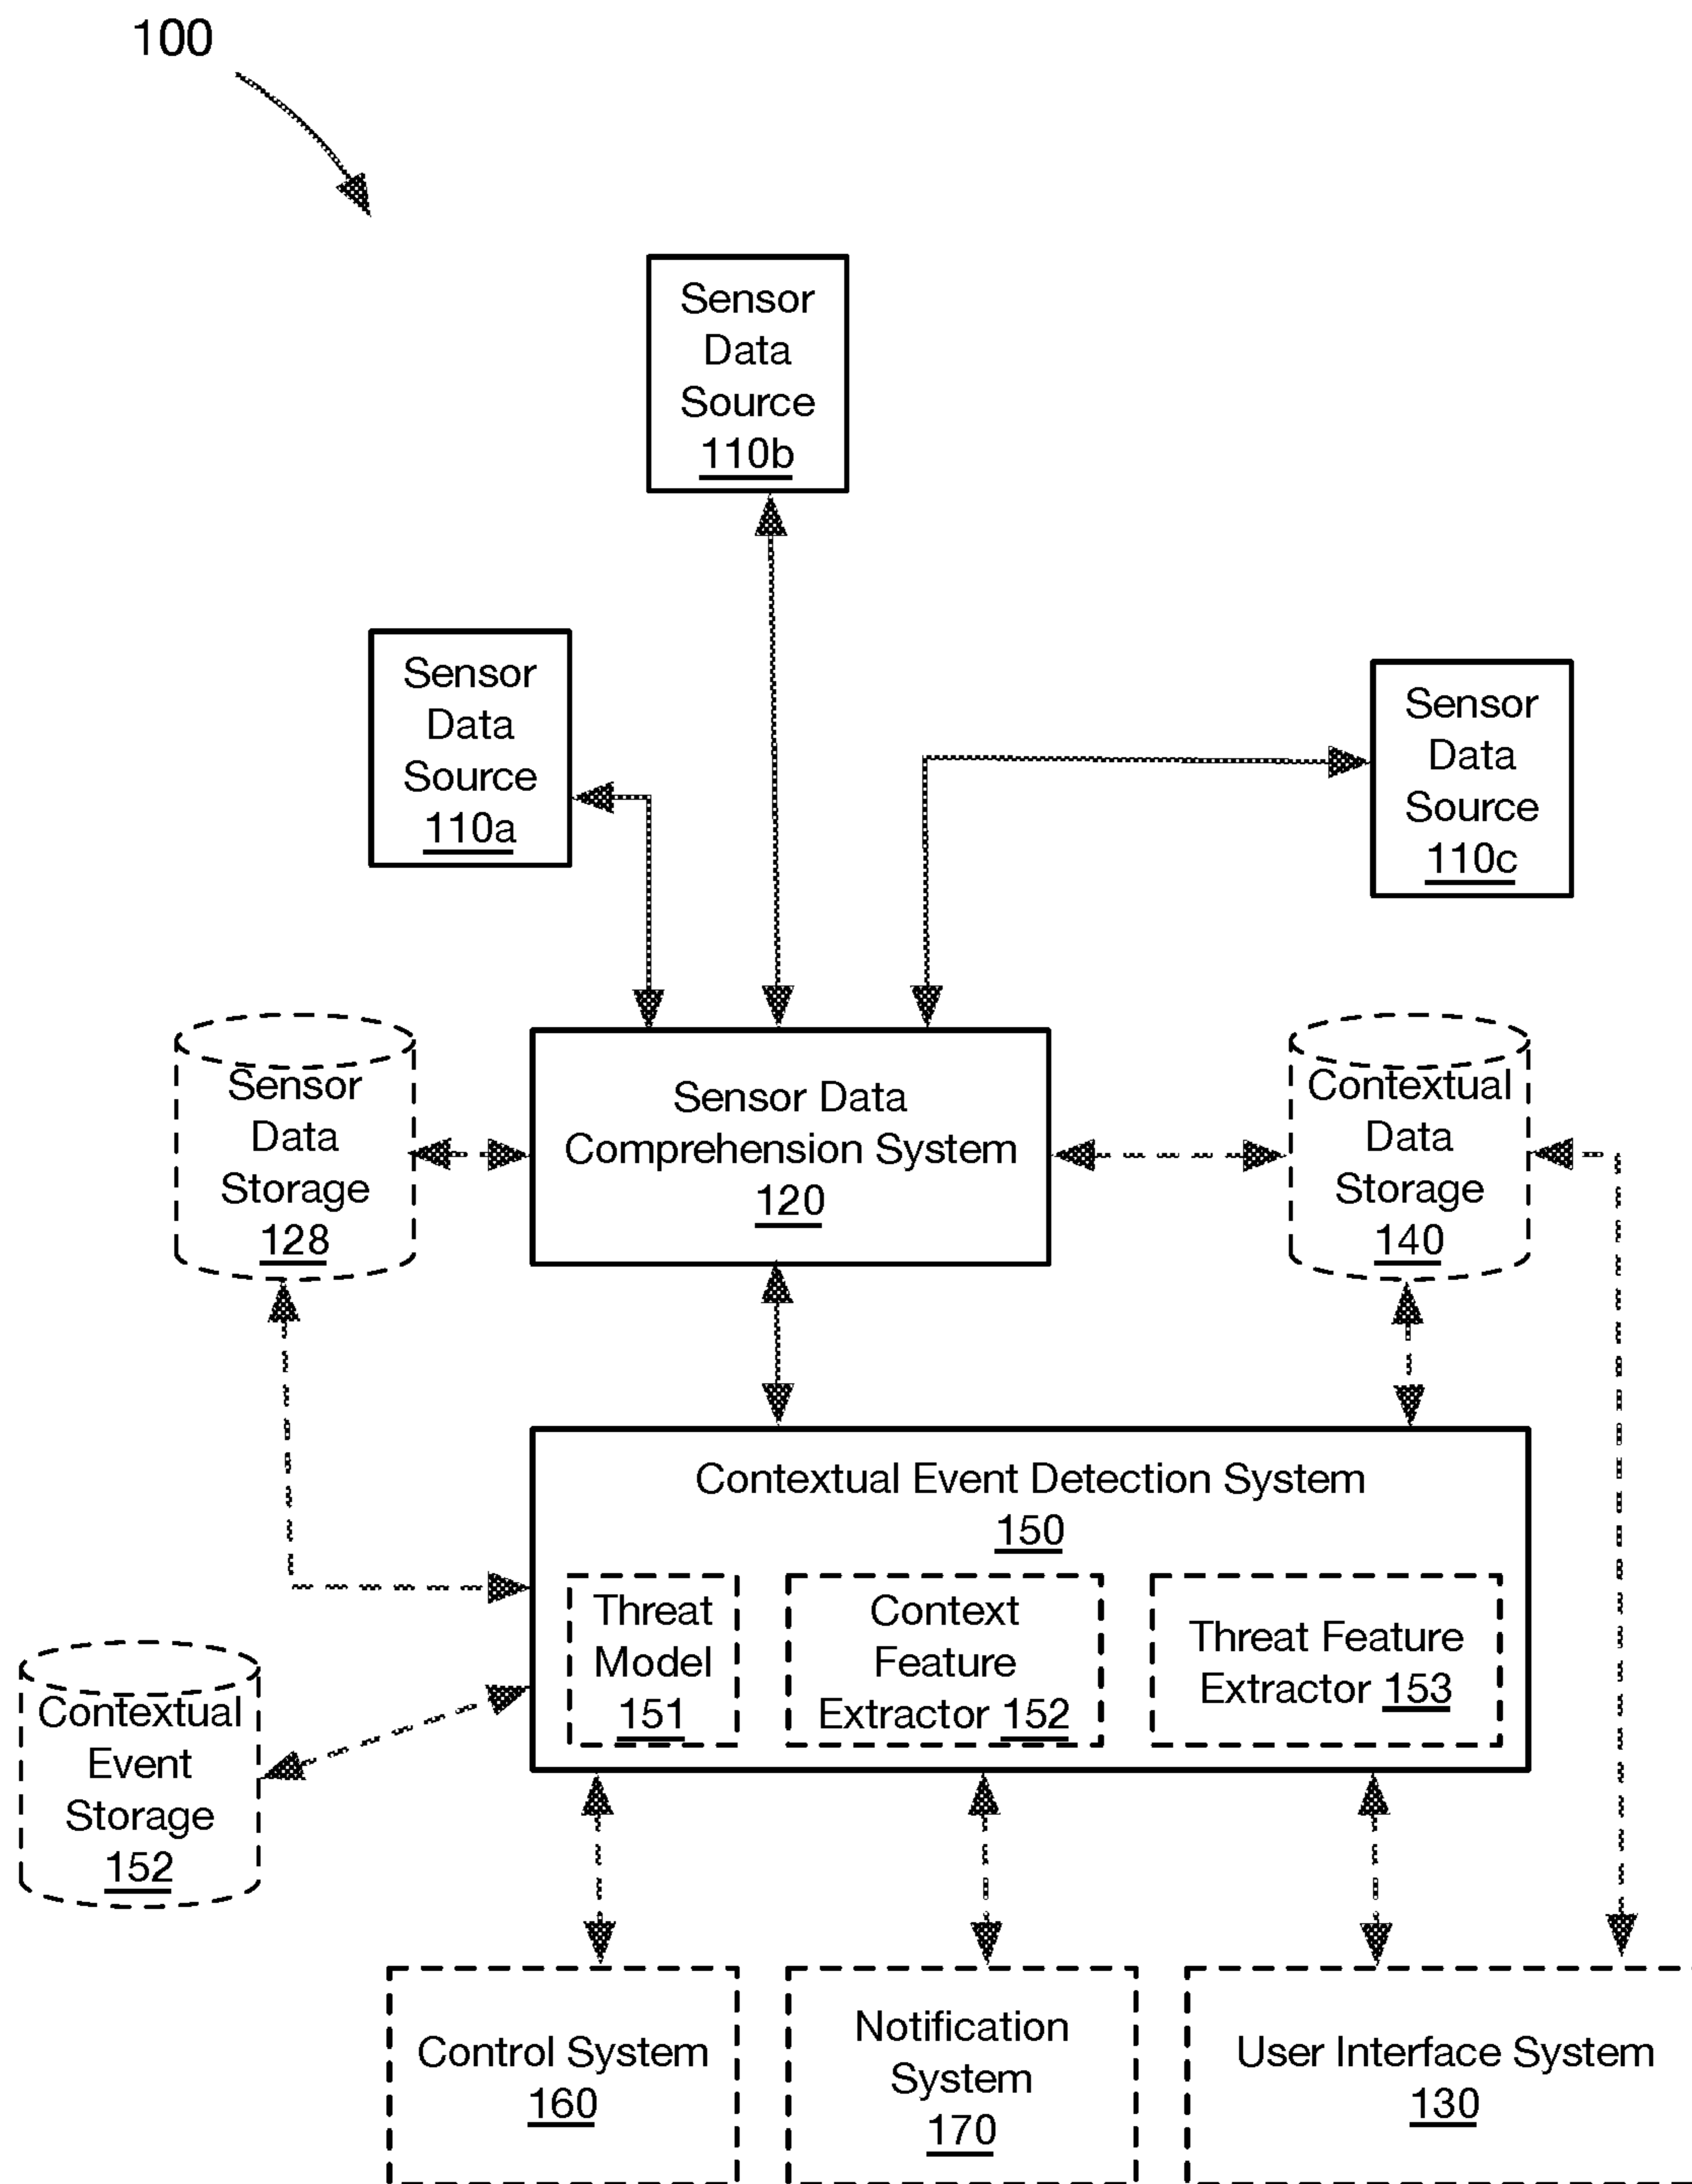 100
Sensor
Data
Source
110b
Sensor
Data
Source
110a
Sensor
Data
Source
110c
Sensor
Data
Storage
128
Sensor Data
Comprehension System
120
Contextual
Data
Storage
140
Contextual Event Detection System
150
Threat
Model
151
Context
Feature
Extractor 152
Threat Feature
Extractor 153
Contextual
Event
Storage
152
Control System
160
Notification
System
170
User Interface System
130